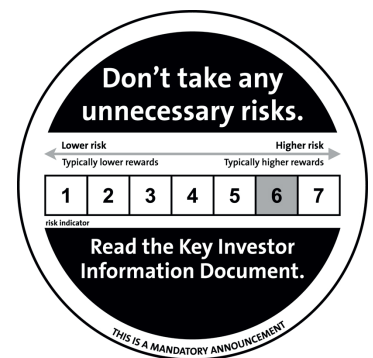 Don't take any
unnecessary risks.
Lower risk Higher risk
Typically lower rewards Typically higher rewards
1 2 3 4 5 6 7
risk indicator
Read the Key Investor
Information Document.
THIS IS A MANDATORY ANNOUNCEMENT